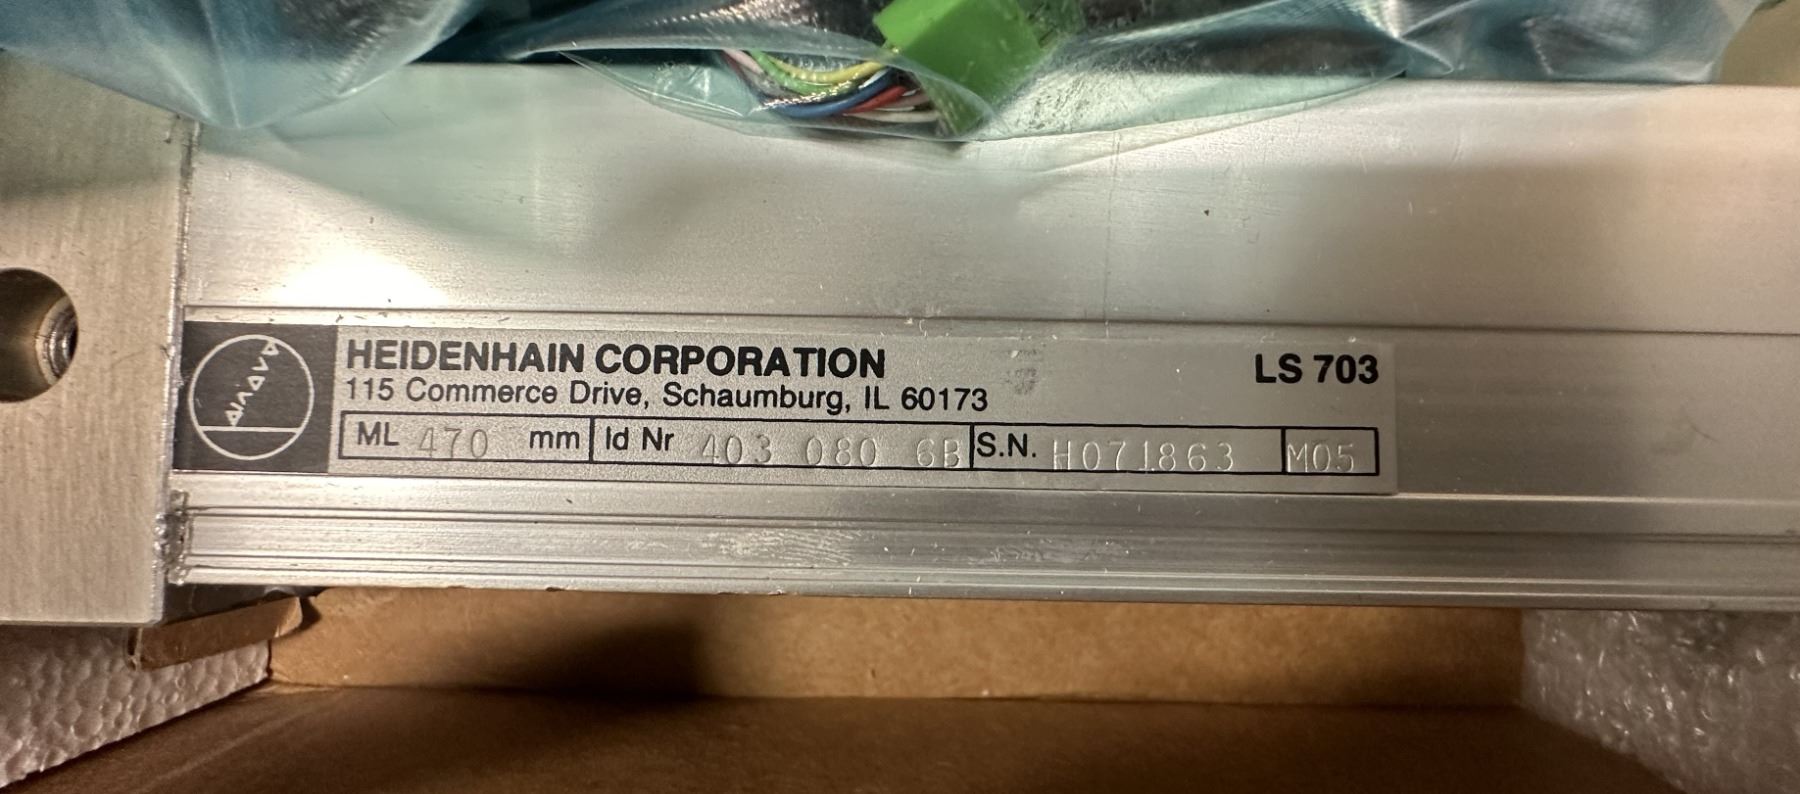 HEIDENHAIN CORPORATION LS 703
115 Commerce Drive, Schaumburg, IL 60173
ML 470 mm Id Nr 403 080 6B S.N. H071863 M05